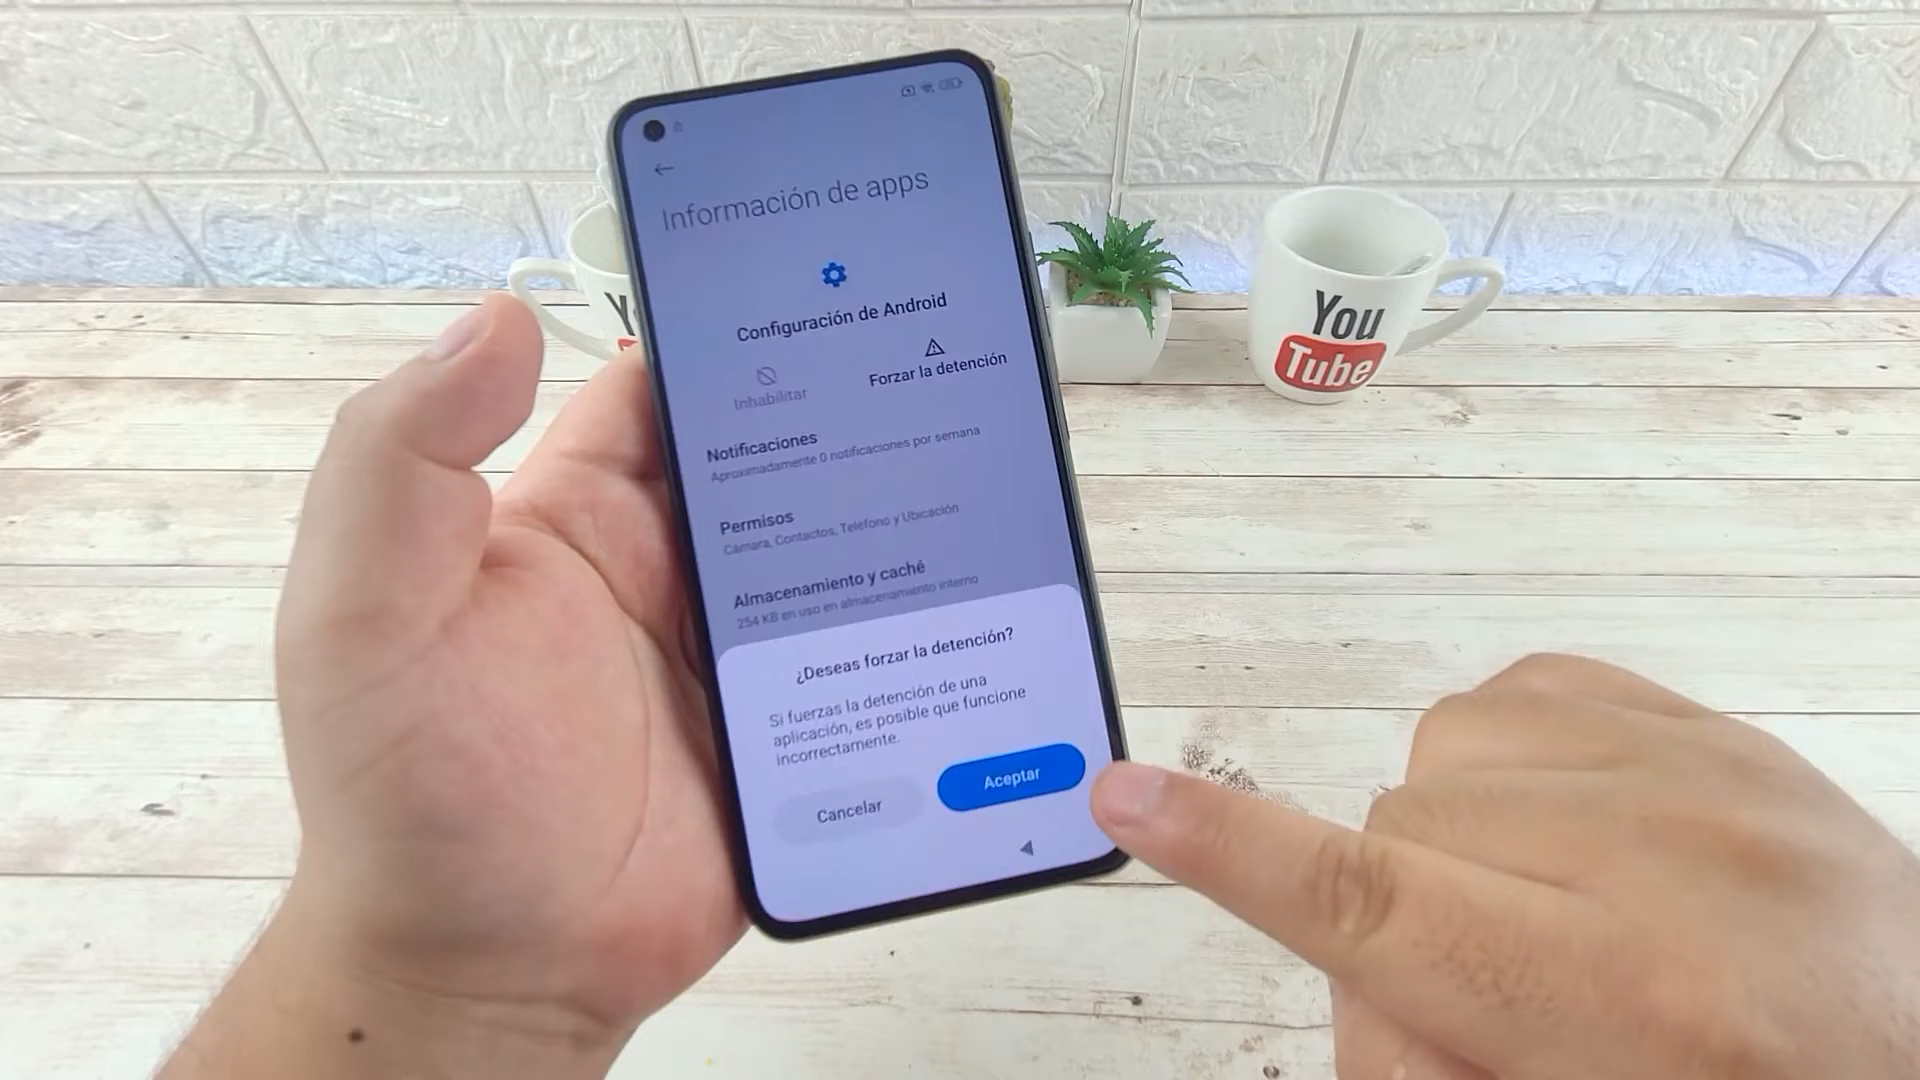 Información de apps
Configuración de Android
Inhabilitar
Forzar la detención
Notificaciones
Aproximadamente 0 notificaciones por semana
Permisos
Cámara, Contactos, Teléfono y Ubicación
Almacenamiento y caché
254 KB en uso en almacenamiento interno
¿Deseas forzar la detención?
Si fuerzas la detención de una
aplicación, es posible que funcione
incorrectamente.
Cancelar
Aceptar
You
Tube